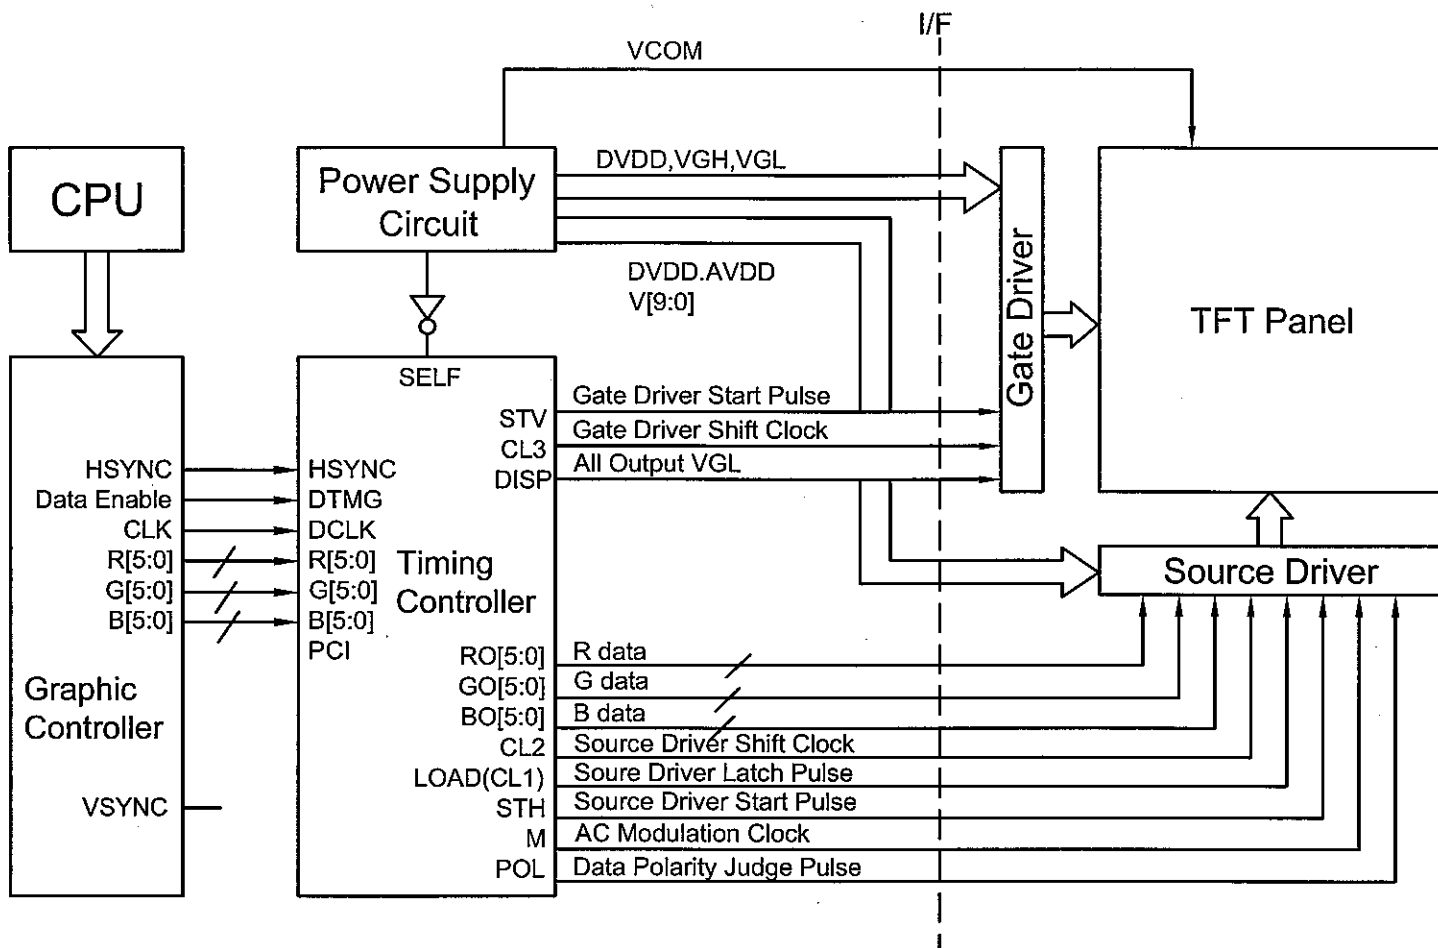 I/F
VCOM
CPU
Power Supply
Circuit
DVDD,VGH,VGL
DVDD.AVDD
V[9:0]
Gate Driver
TFT Panel
SELF
STV
Gate Driver Start Pulse
CL3
Gate Driver Shift Clock
DISP
All Output VGL
HSYNC
Data Enable
CLK
R[5:0]
G[5:0]
B[5:0]
Graphic
Controller
VSYNC
HSYNC
DTMG
DCLK
R[5:0]
G[5:0]
B[5:0]
PCI
Timing
Controller
Source Driver
RO[5:0]
R data
GO[5:0]
G data
BO[5:0]
B data
CL2
Source Driver Shift Clock
LOAD(CL1)
Soure Driver Latch Pulse
STH
Source Driver Start Pulse
M
AC Modulation Clock
POL
Data Polarity Judge Pulse